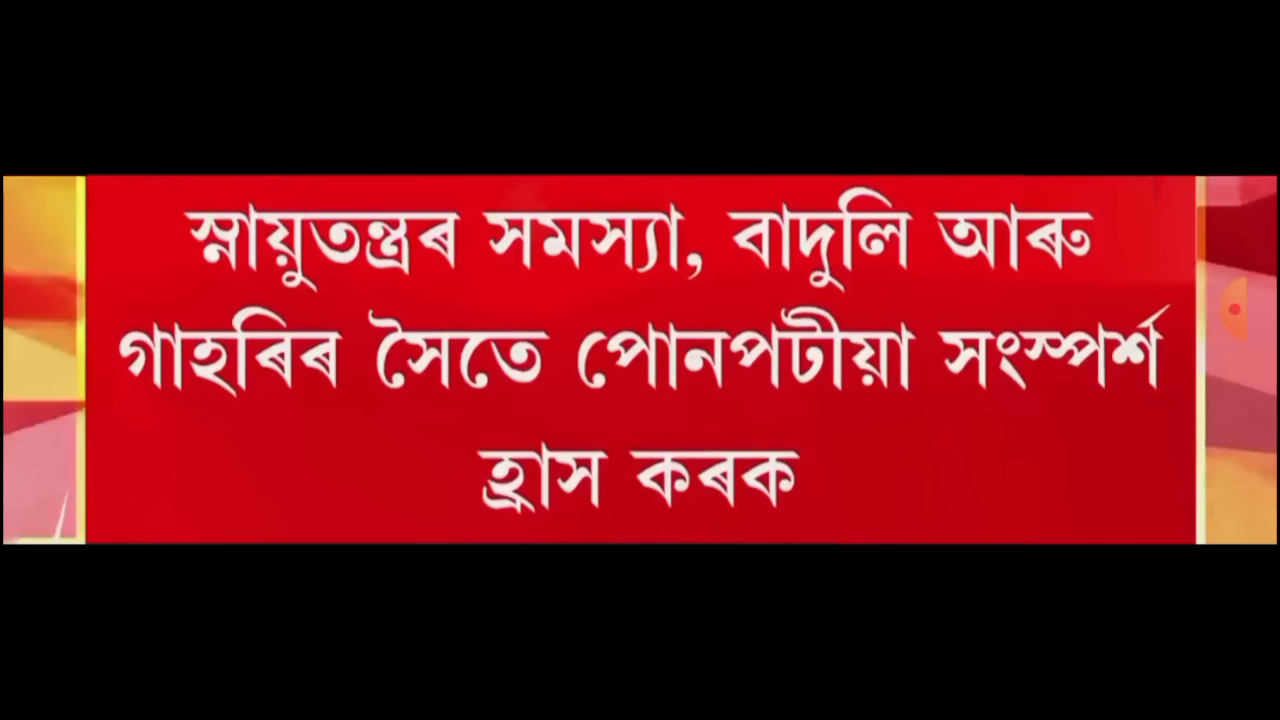 স্নায়ুতন্ত্ৰৰ সমস্যা, বাদুলি আৰু
গাহৰিৰ সৈতে পোনপটীয়া সংস্পৰ্শ
হ্ৰাস কৰক